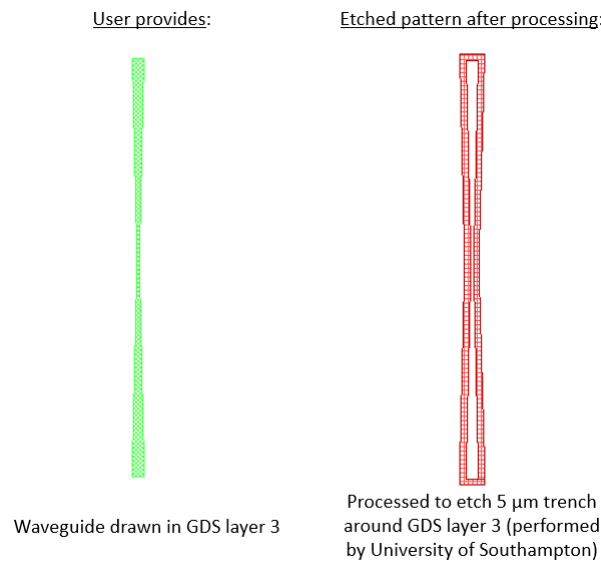 User provides:
Etched pattern after processing:
Waveguide drawn in GDS layer 3
Processed to etch 5 μm trench
around GDS layer 3 (performed
by University of Southampton)